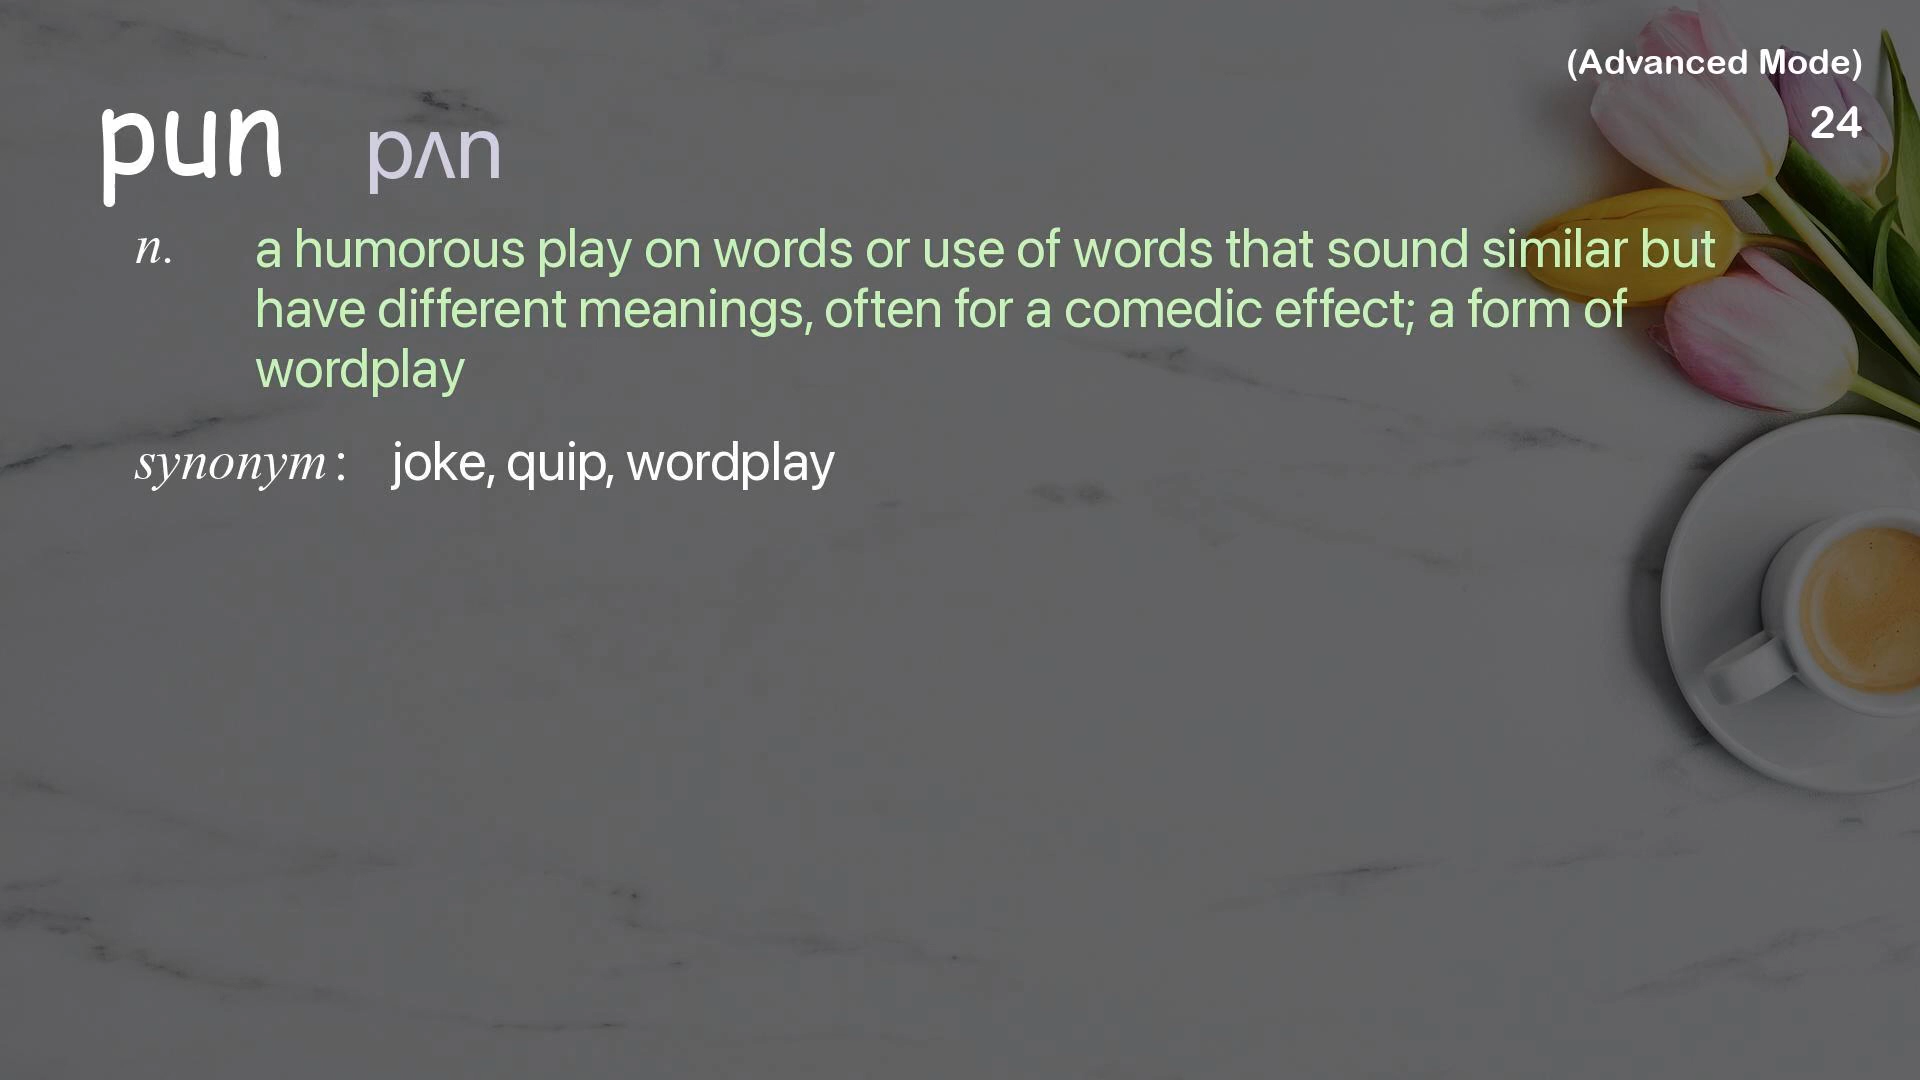 (Advanced Mode)
24
pun pʌn
n. a humorous play on words or use of words that sound similar but
have different meanings, often for a comedic effect; a form of
wordplay
synonym: joke, quip, wordplay